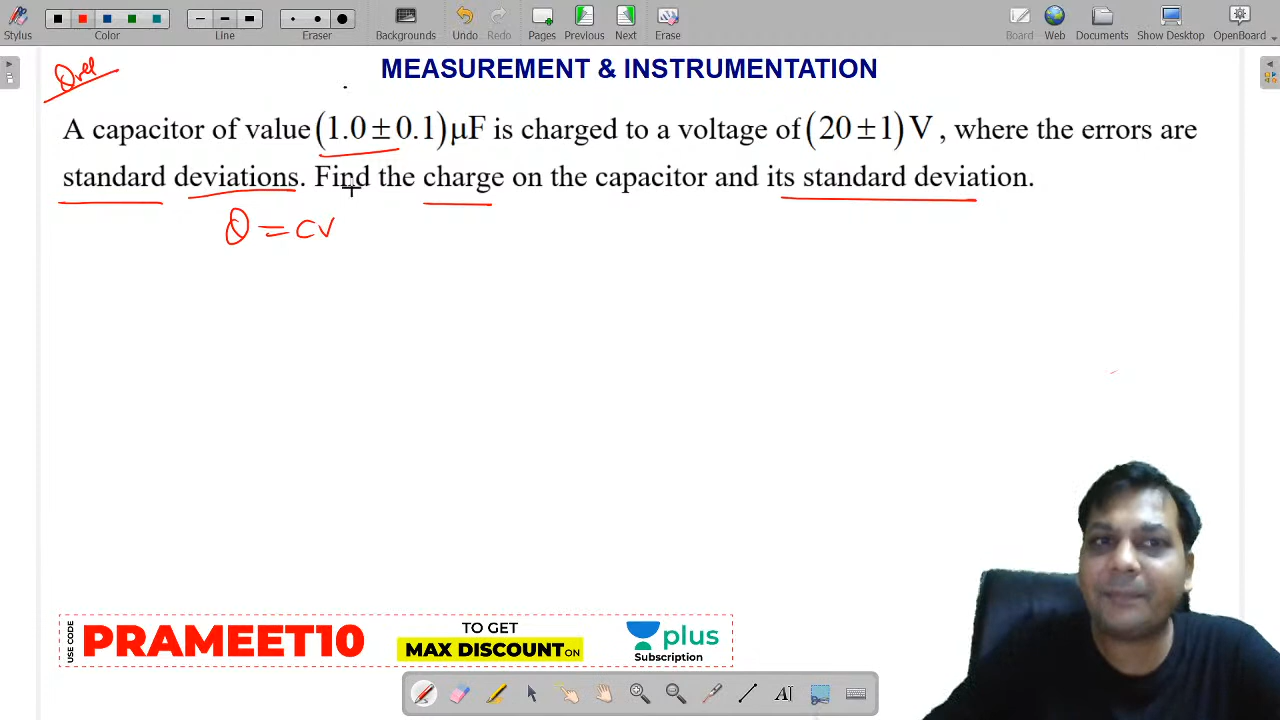 Stylus
Color
Line
Eraser
Backgrounds
Undo
Redo
Pages
Previous
Next
Erase
Board
Web
Documents
Show Desktop
OpenBoard
MEASUREMENT & INSTRUMENTATION
A capacitor of value (1.0 ± 0.1) μF is charged to a voltage of (20 ± 1) V, where the errors are
standard deviations. Find the charge on the capacitor and its standard deviation.
Q = CV
USE CODE
PRAMEET10
TO GET
MAX DISCOUNT ON
plus
Subscription